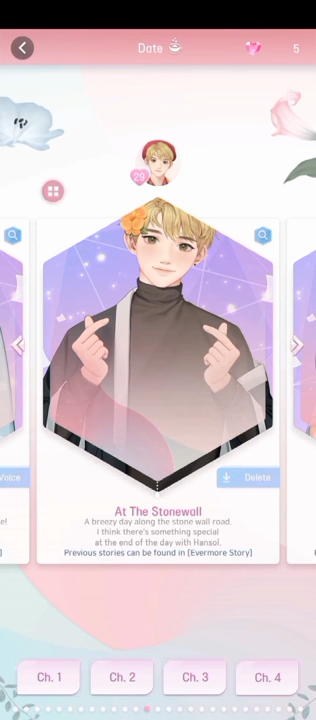 Date
5
29
Voice
Delete
e!
At The Stonewall
A breezy day along the stone wall road.
I think there's something special
at the end of the day with Hansol.
]
Previous stories can be found in [Evermore Story]
Ch. 1
Ch. 2
Ch. 3
Ch. 4